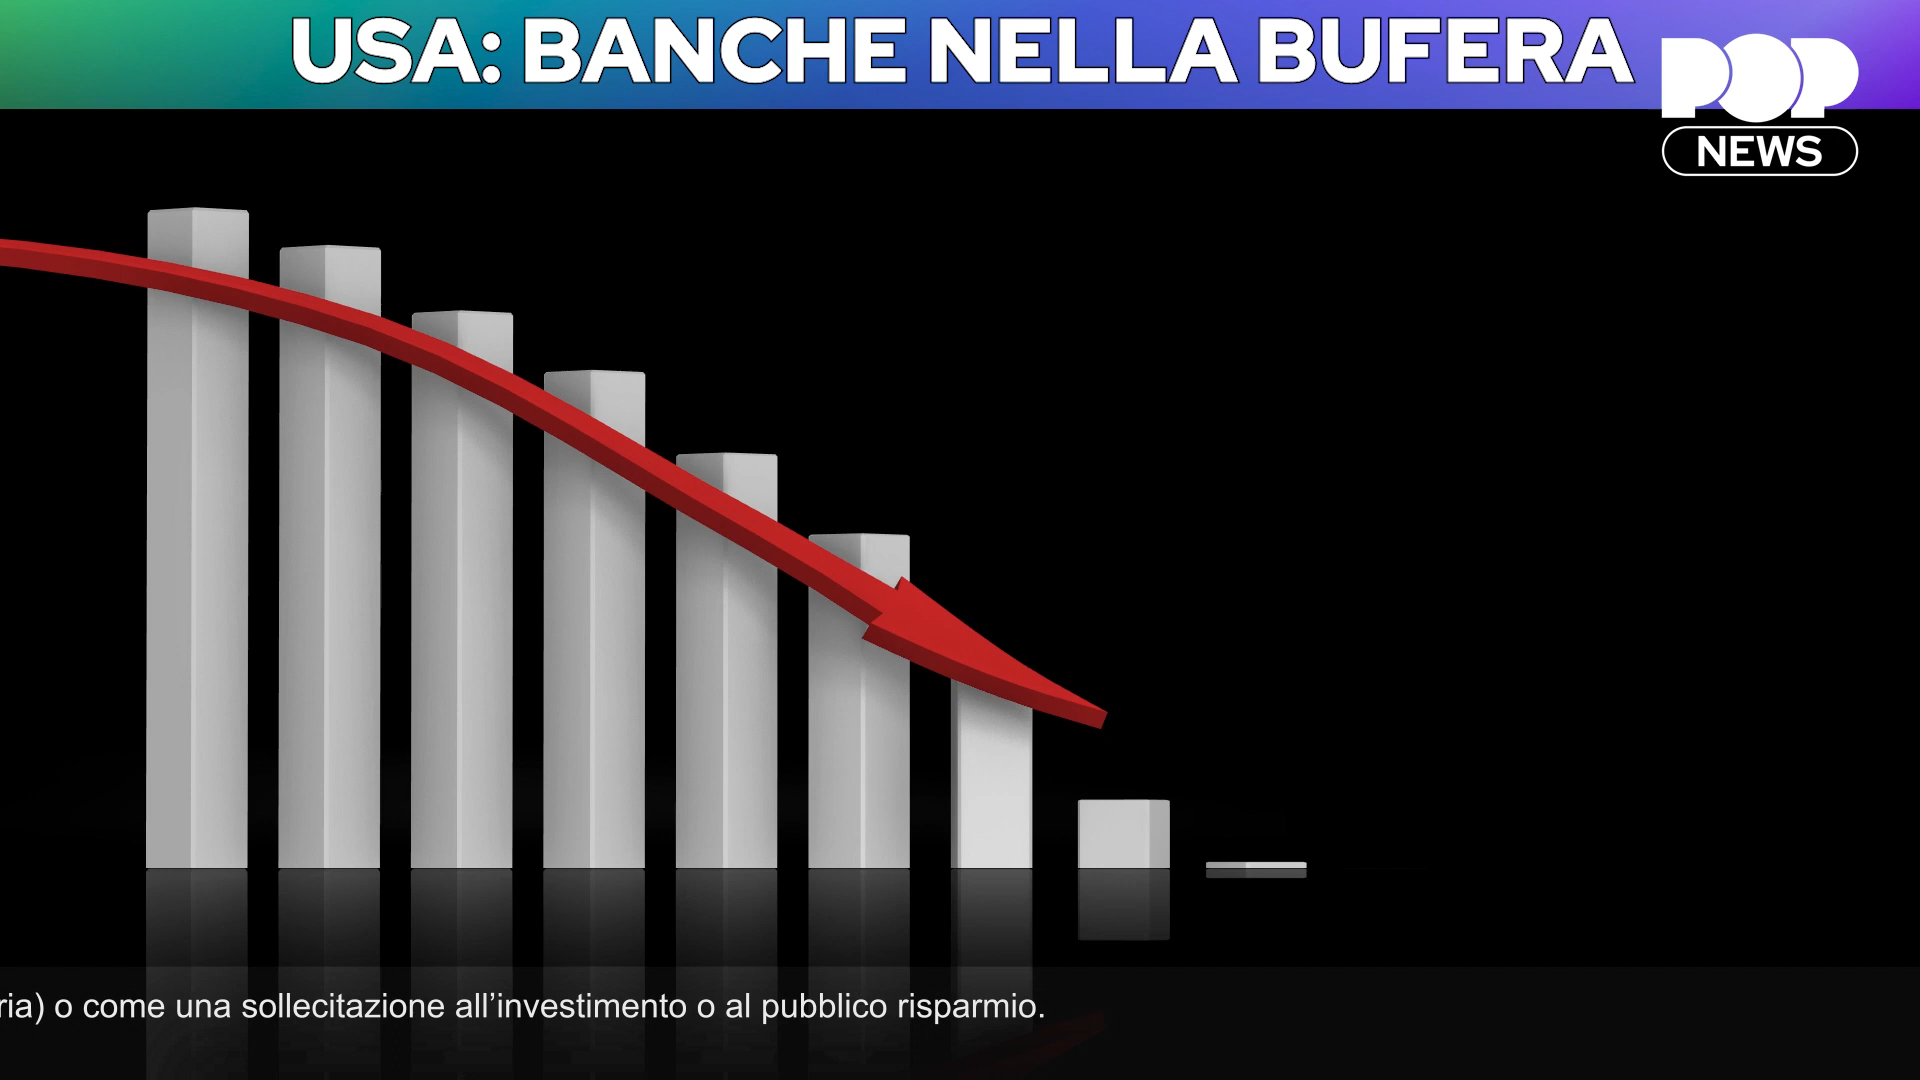 USA: BANCHE NELLA BUFERA
POP
NEWS
ria) o come una sollecitazione all’investimento o al pubblico risparmio.